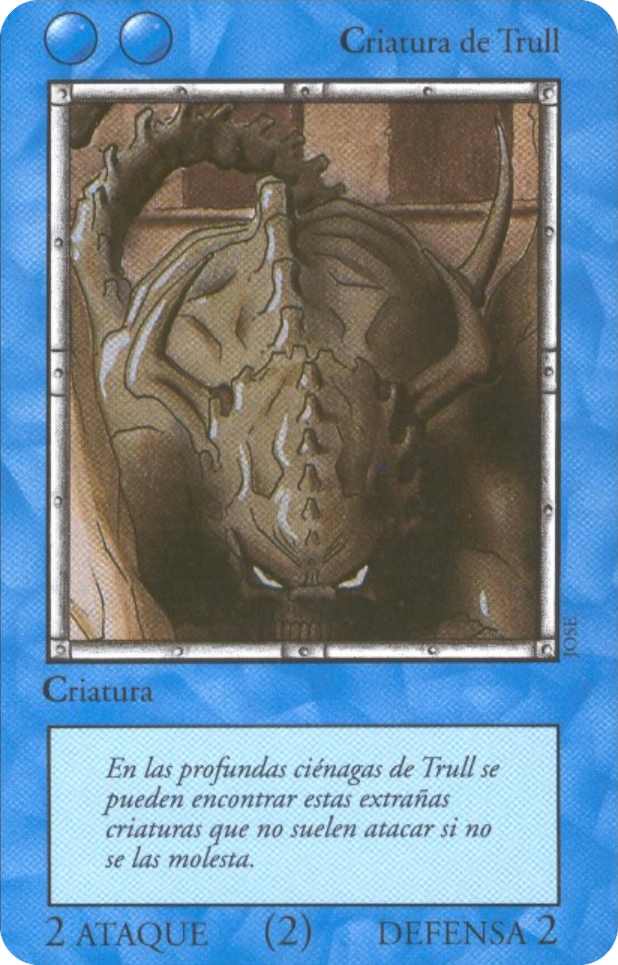 Criatura de Trull
JOSE
Criatura
En las profundas ciénagas de Trull se
pueden encontrar estas extrañas
criaturas que no suelen atacar si no
se las molesta.
2 ATAQUE (2) DEFENSA 2